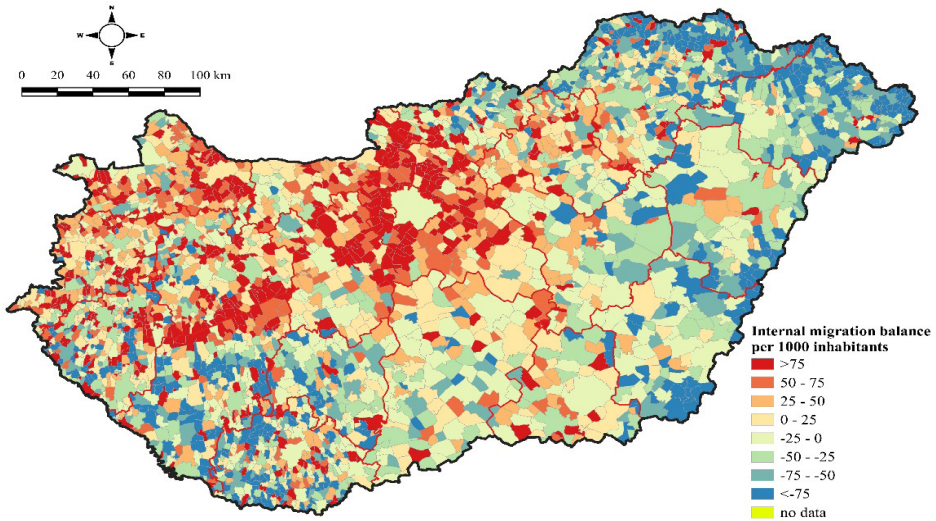 N
W E
S
0 20 40 60 80 100 km
Internal migration balance
per 1000 inhabitants
>75
50 - 75
25 - 50
0 - 25
-25 - 0
-50 - -25
-75 - -50
<-75
no data